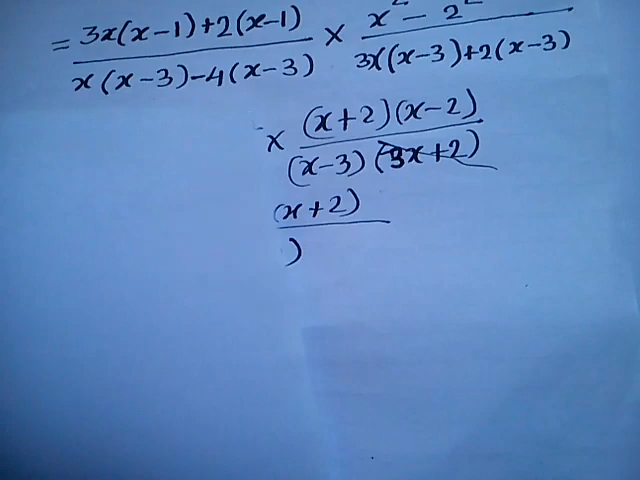 = 3x(x-1)+2(x-1) / x(x-3)-4(x-3) × x² - 2² / 3x(x-3)+2(x-3)
× (x+2)(x-2) / (x-3)(3x+2)
(x+2)
)